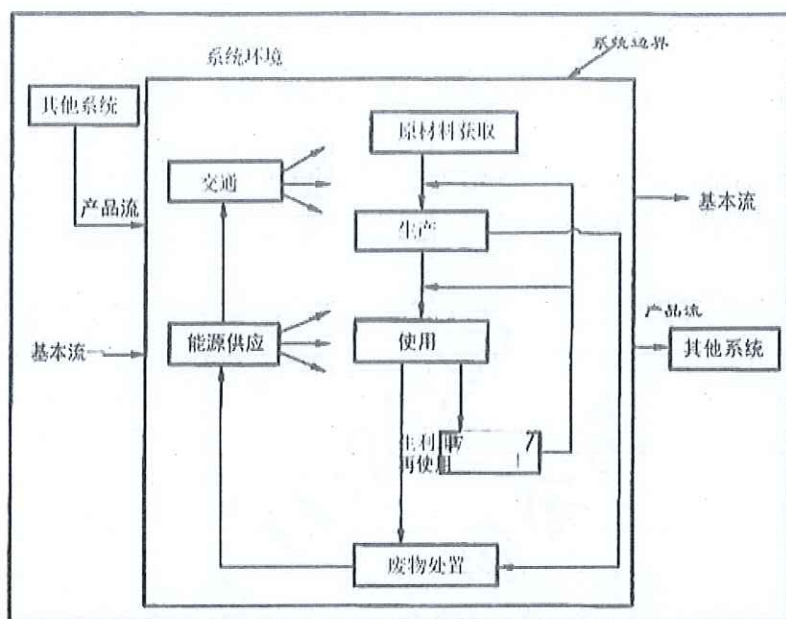 系统边界
系统环境
其他系统
原材料获取
交通
产品流
基本流
生产
产品流
能源供应
使用
基本流
其他系统
生利
再使用
废物处置